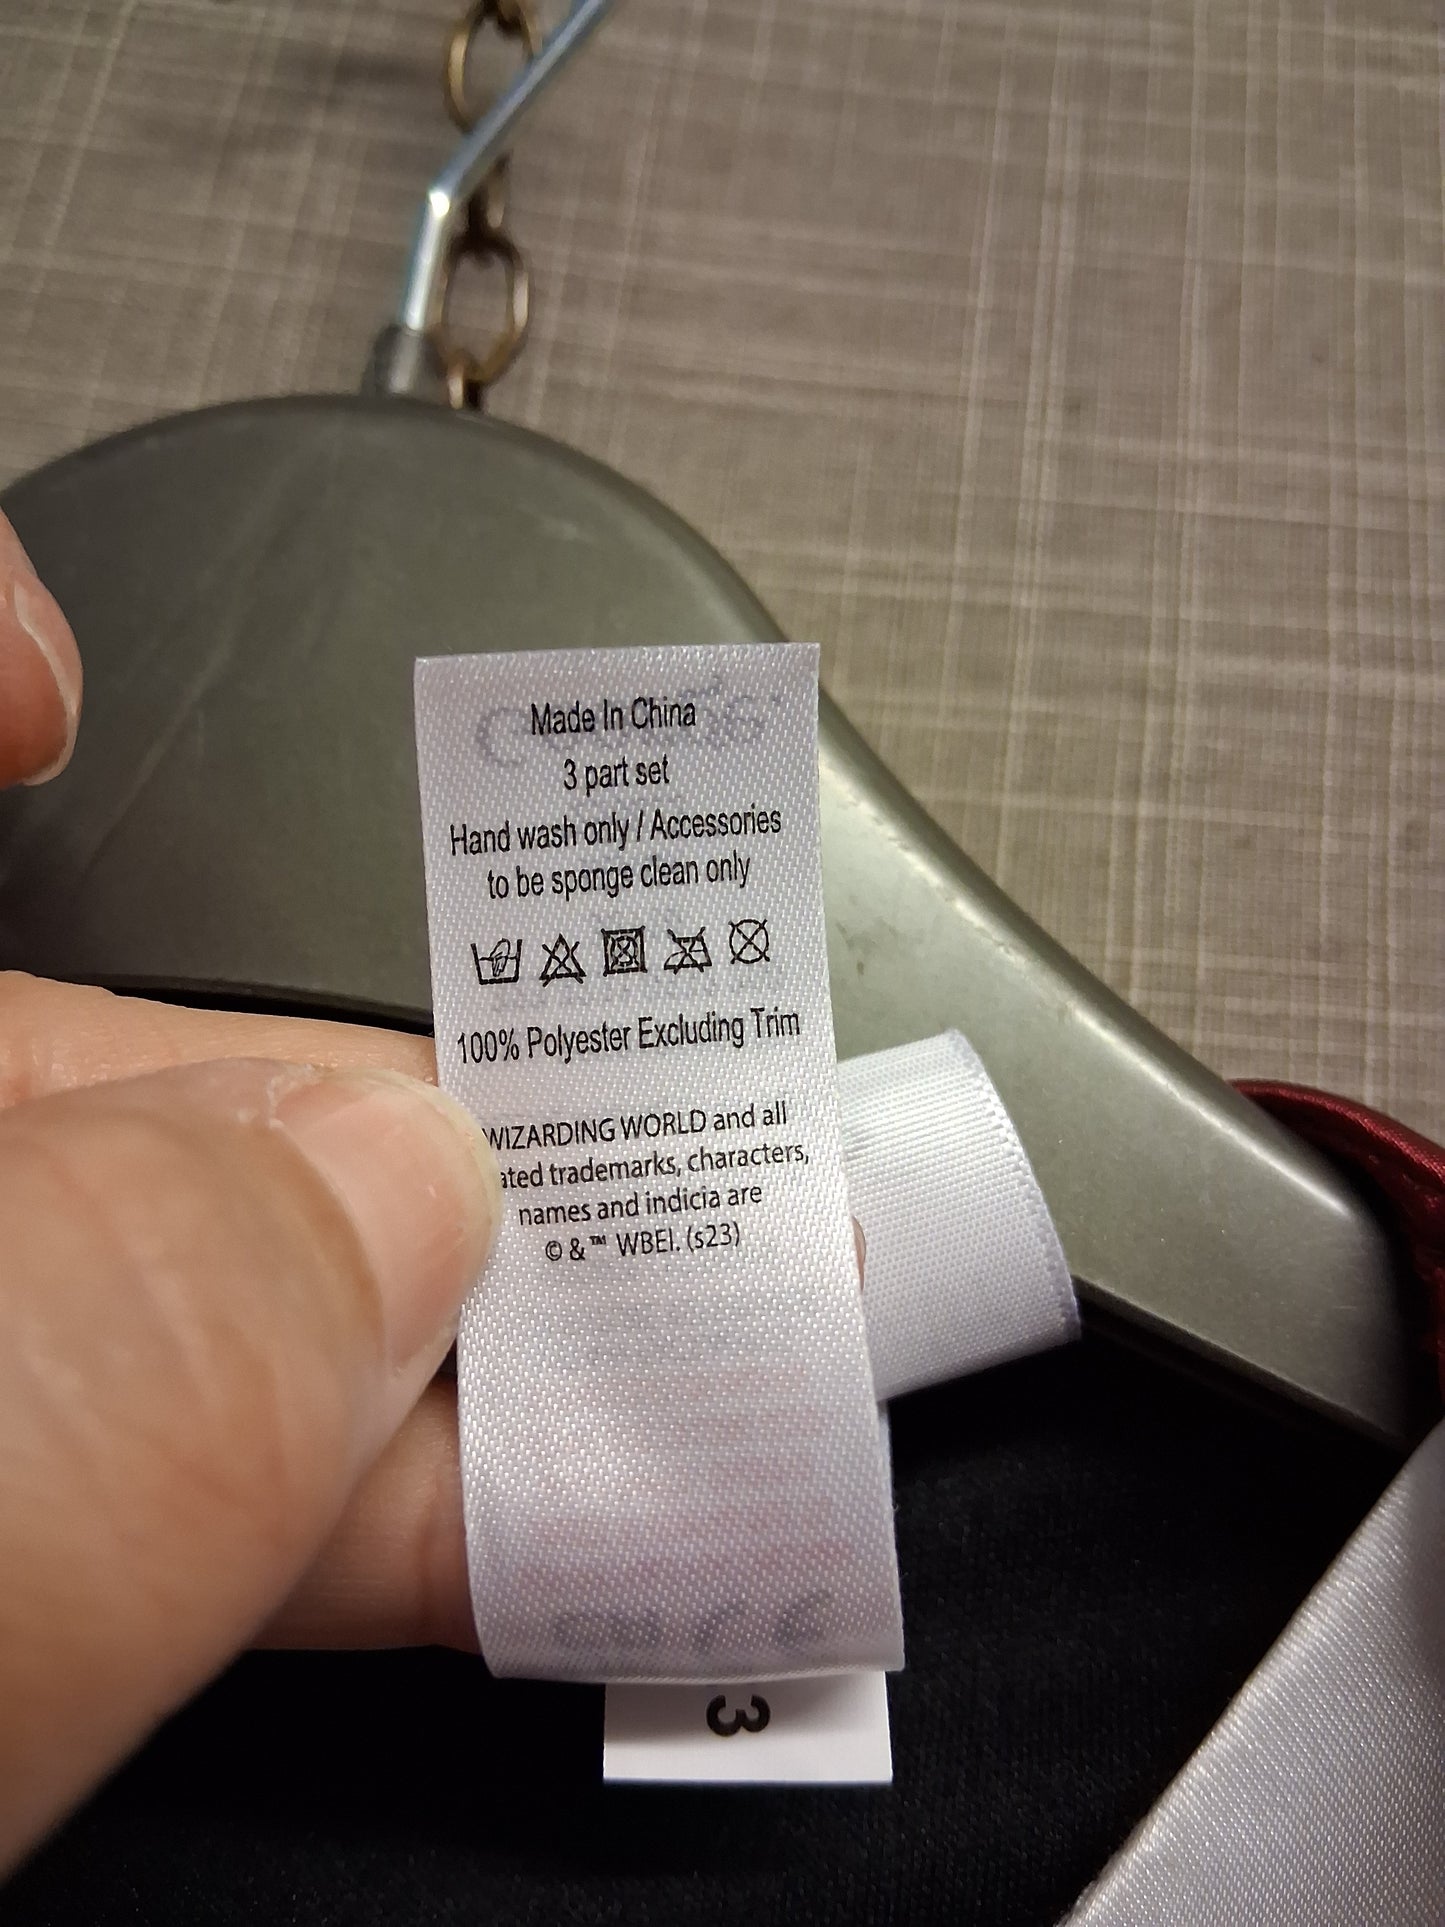 Made In China
3 part set
Hand wash only / Accessories
to be sponge clean only
100% Polyester Excluding Trim
WIZARDING WORLD and all
trademarks, characters,
names and indicia are
© & ™ WBEI. (s23)
3